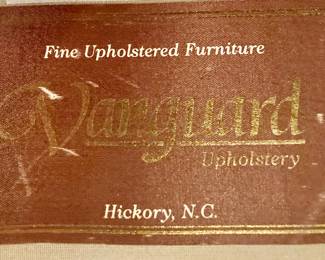 Fine Upholstered Furniture
Vanguard
Upholstery
Hickory, N.C.